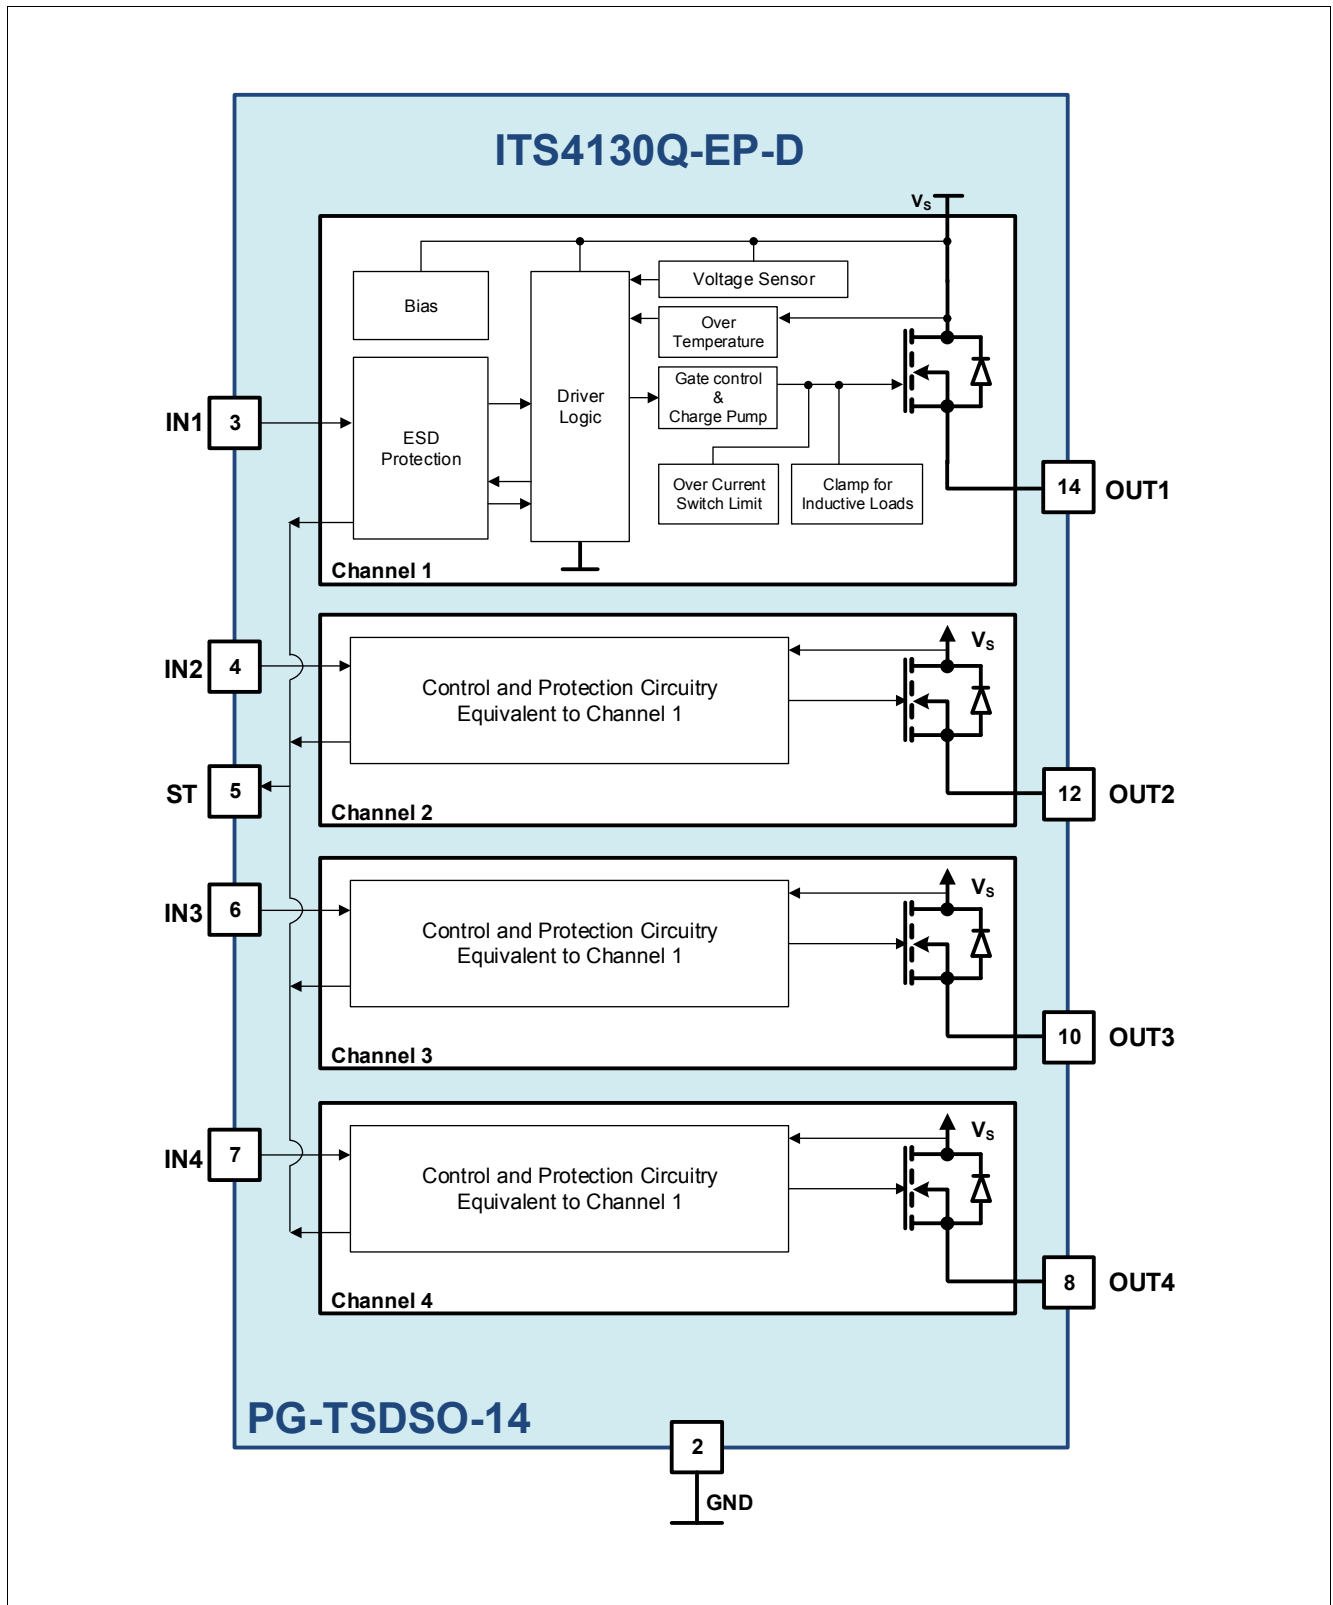 ITS4130Q-EP-D
VS
Voltage Sensor
Bias
Over
Temperature
Gate control
&
Charge Pump
Driver
Logic
IN1
3
ESD
Protection
Over Current
Switch Limit
Clamp for
Inductive Loads
14
OUT1
Channel 1
IN2
4
Control and Protection Circuitry
Equivalent to Channel 1
VS
ST
5
12
OUT2
Channel 2
IN3
6
Control and Protection Circuitry
Equivalent to Channel 1
VS
10
OUT3
Channel 3
IN4
7
Control and Protection Circuitry
Equivalent to Channel 1
VS
8
OUT4
Channel 4
PG-TSDSO-14
2
GND